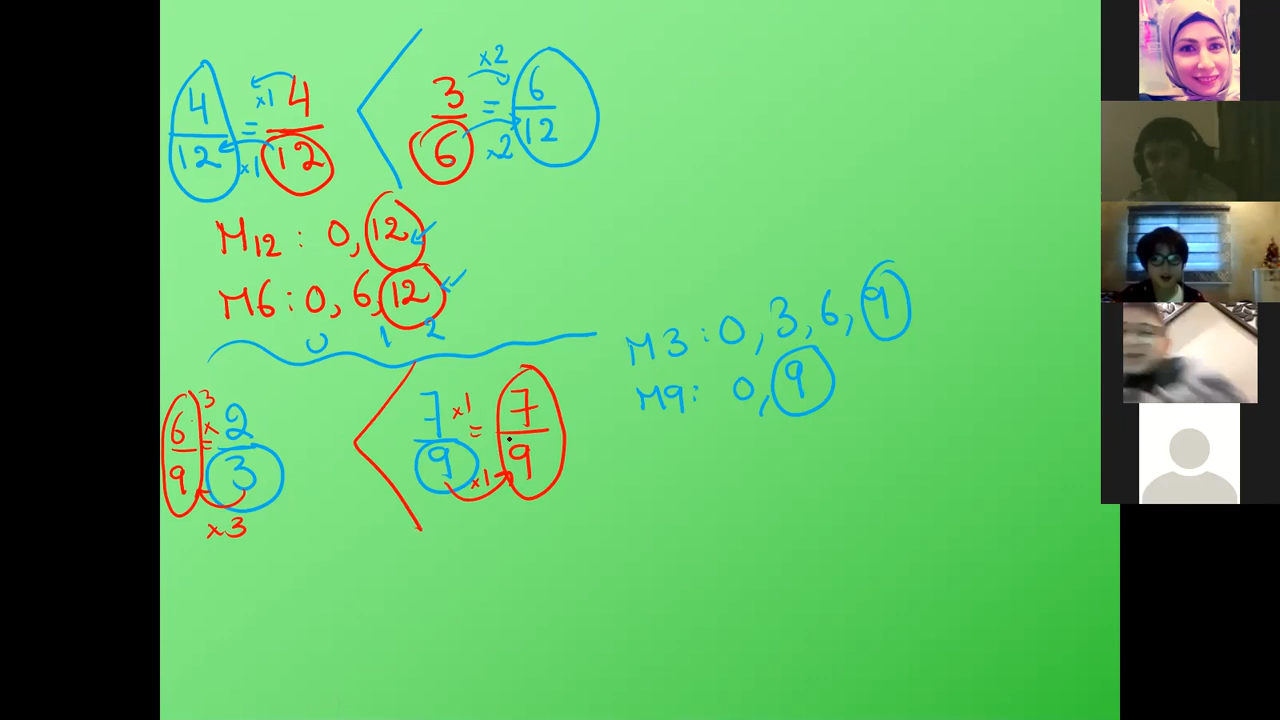 4/12 = 4/12 < 3/6 = 6/12
×1 ×2
×1 ×2
M12 : 0, 12
M6 : 0, 6, 12
0 1 2
M3 : 0, 3, 6, 9
M9 : 0, 9
6/9 = 2/3 < 7/9 = 7/9
3 × ×1
×3 ×1